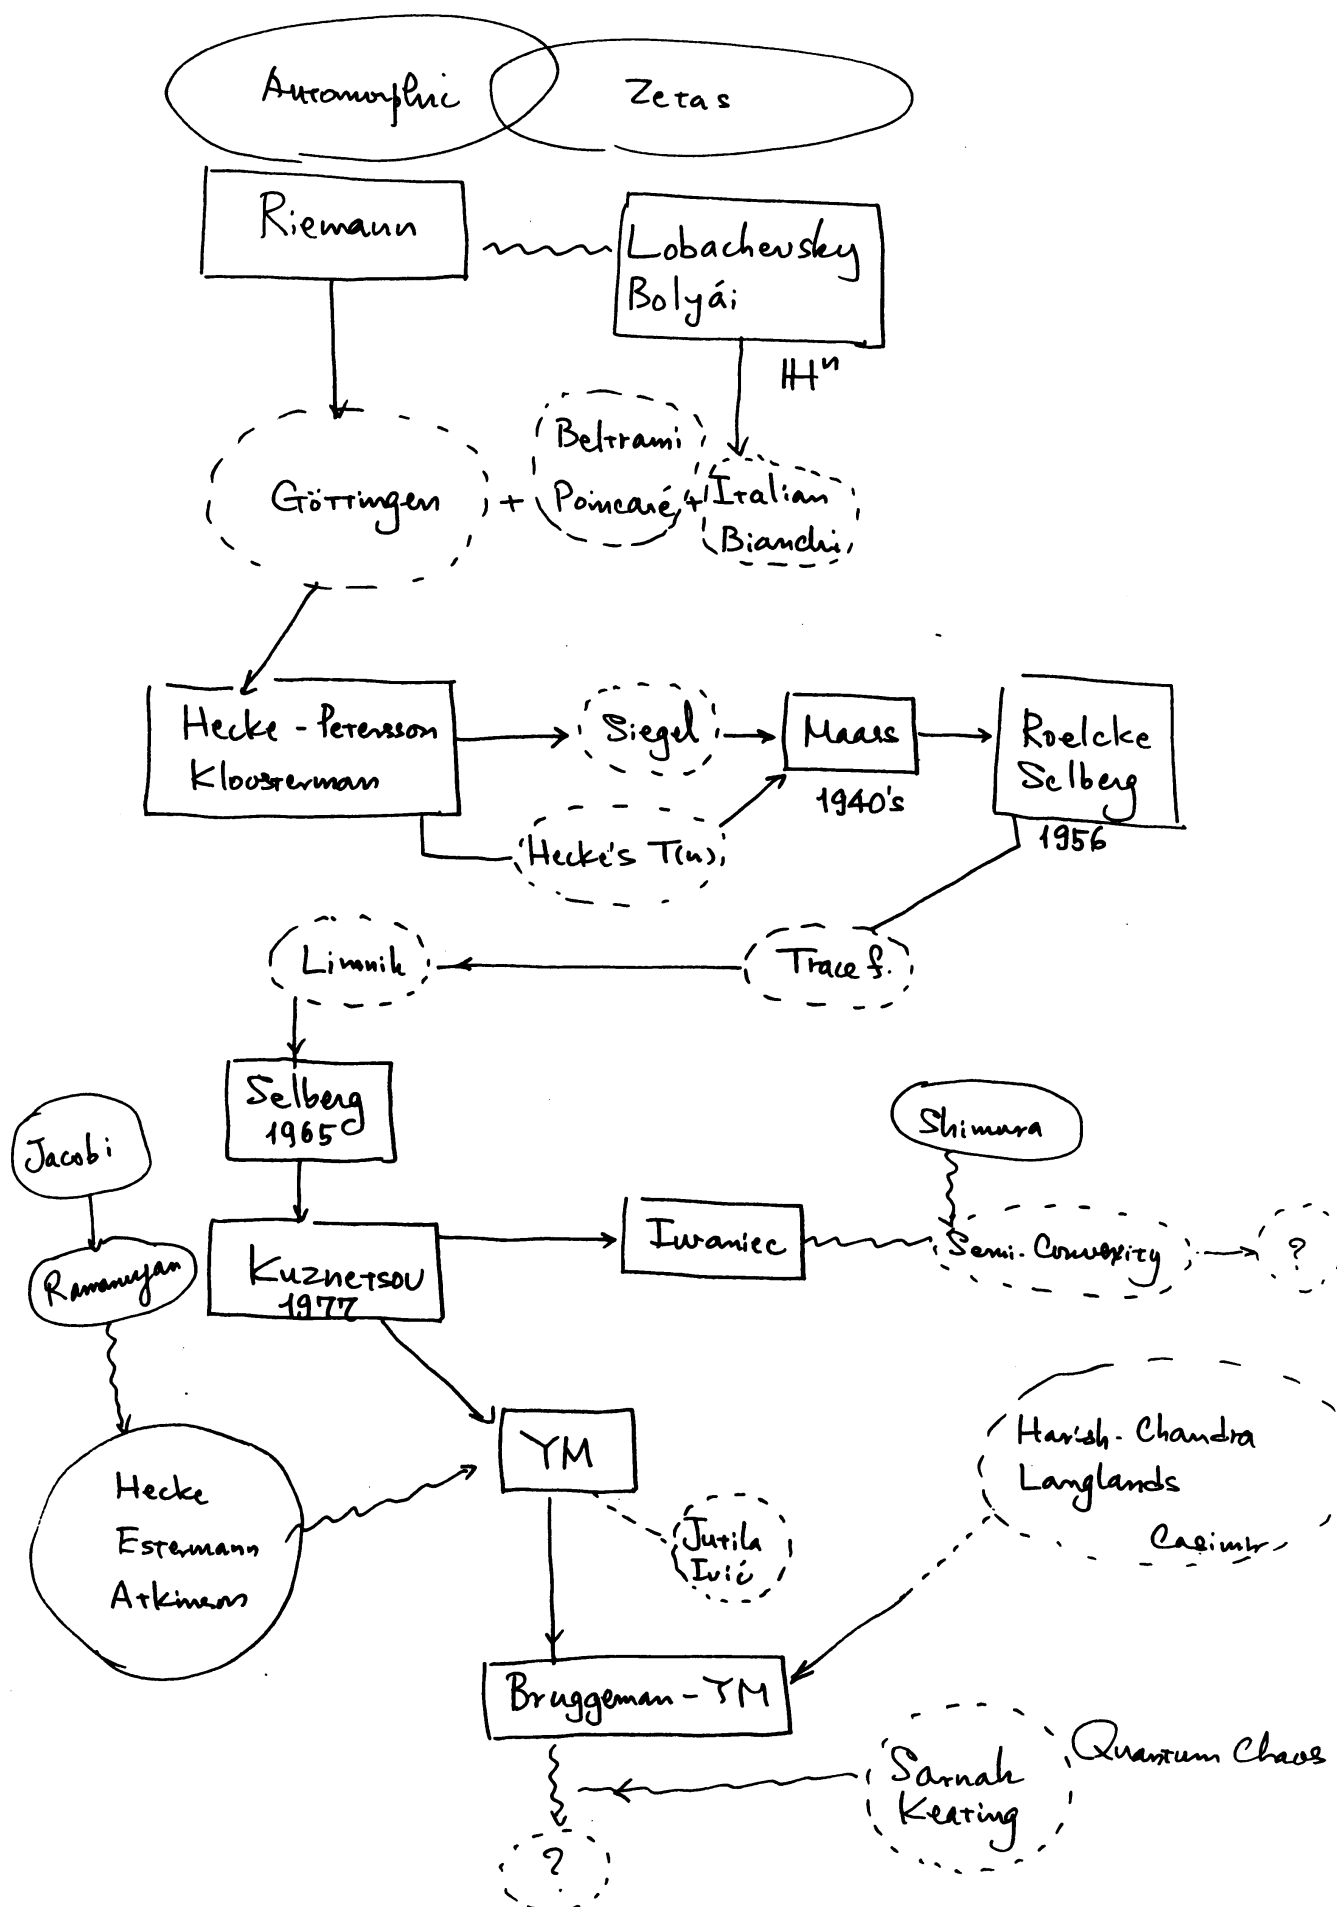 Automorphic
Zetas
Riemann
Lobachevsky
Bolyái
Hⁿ
Beltrami
Poincaré
Göttingen
+
+
Italian
Bianchi
Hecke - Petersson
Kloosterman
Siegel
Maass
1940's
Roelcke
Selberg
1956
Hecke's T(n)
Linnik
Trace f.
Selberg
1965
Jacobi
Shimura
Ramanujan
Kuznetsov
1977
Iwaniec
Semi-Convexity
?
YM
Harish-Chandra
Langlands
Casimir
Hecke
Estermann
Atkinson
Jutila
Ivić
Bruggeman - YM
Sarnak
Keating
Quantum Chaos
?